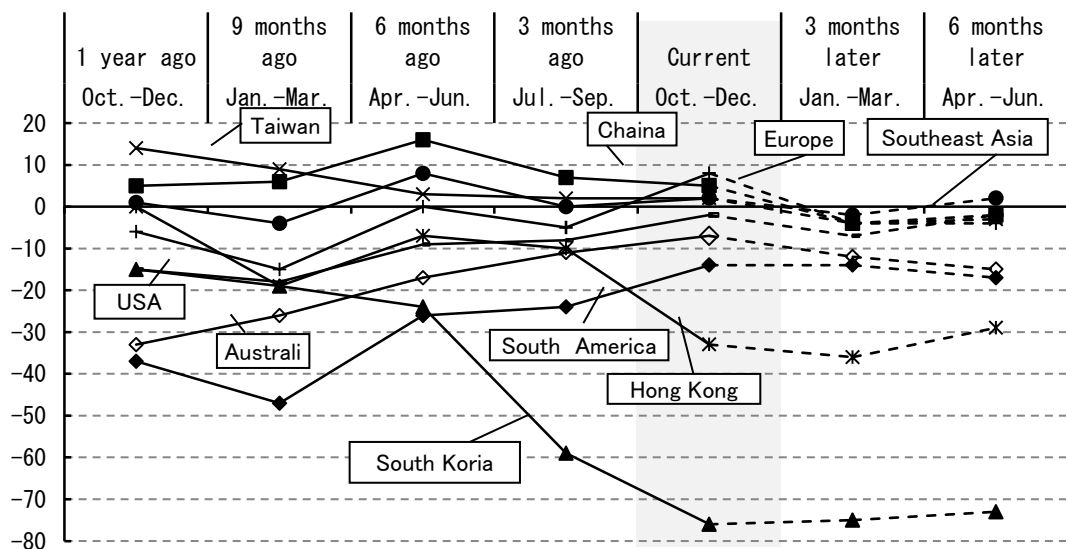 1 year ago
Oct.-Dec.
9 months
ago
Jan.-Mar.
6 months
ago
Apr.-Jun.
3 months
ago
Jul.-Sep.
Current
Oct.-Dec.
3 months
later
Jan.-Mar.
6 months
later
Apr.-Jun.
20
10
0
-10
-20
-30
-40
-50
-60
-70
-80
Taiwan
Chaina
Europe
Southeast Asia
USA
Australi
South America
Hong Kong
South Koria